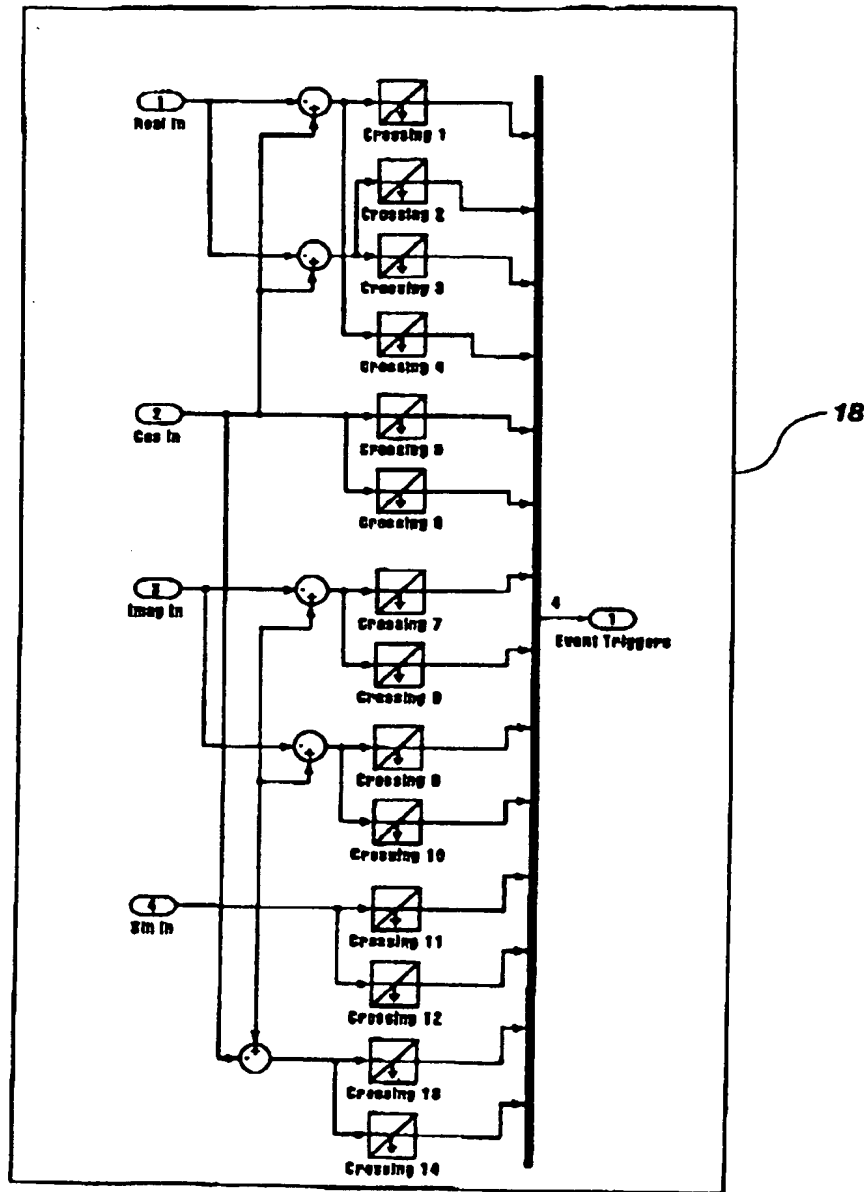 1
Real In
Crossing 1
Crossing 2
Crossing 3
Crossing 4
2
Cos In
Crossing 5
Crossing 6
18
3
Imag In
Crossing 7
4
1
Event Triggers
Crossing 9
Crossing 8
Crossing 10
4
Sin In
Crossing 11
Crossing 12
Crossing 13
Crossing 14